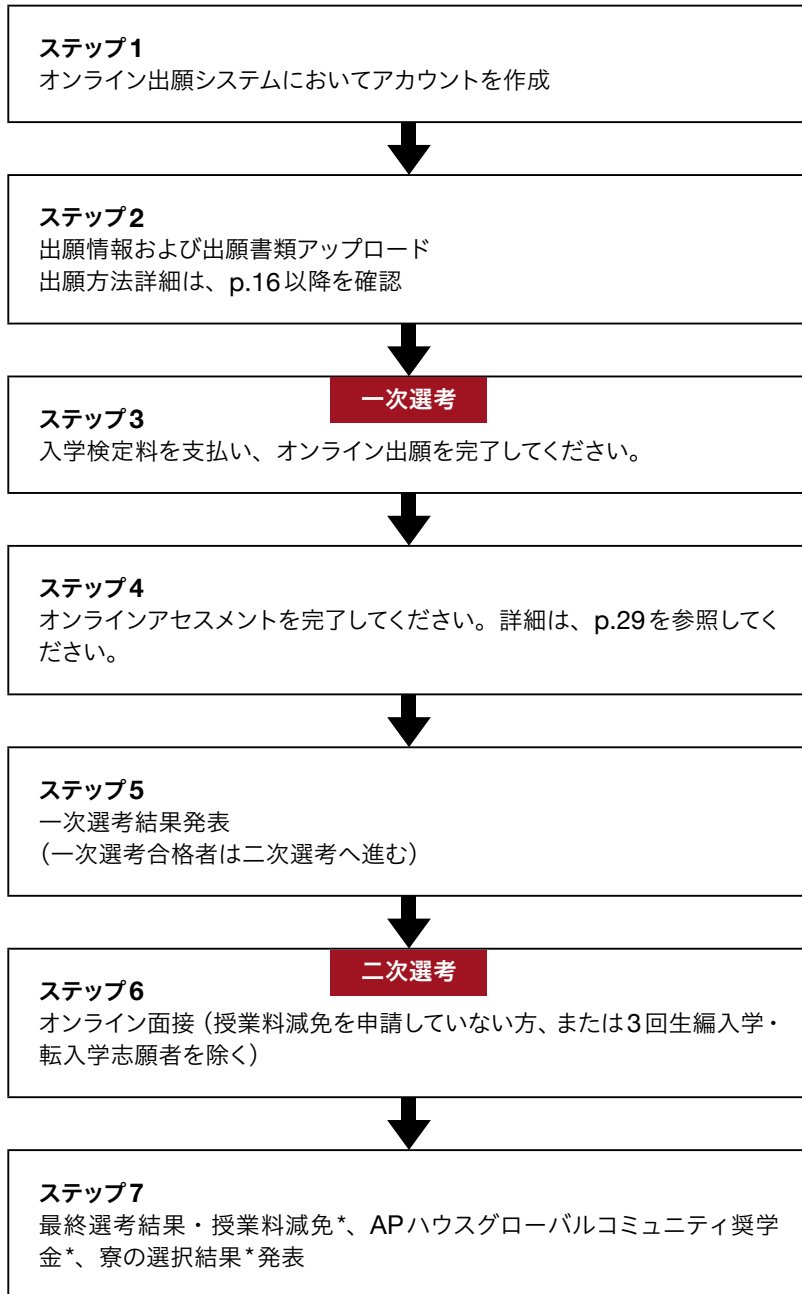 ステップ1
オンライン出願システムにおいてアカウントを作成
ステップ2
出願情報および出願書類アップロード
出願方法詳細は、p.16以降を確認
一次選考
ステップ3
入学検定料を支払い、オンライン出願を完了してください。
ステップ4
オンラインアセスメントを完了してください。詳細は、p.29を参照してく
ださい。
ステップ5
一次選考結果発表
（一次選考合格者は二次選考へ進む）
二次選考
ステップ6
オンライン面接（授業料減免を申請していない方、または3回生編入学・
転入学志願者を除く）
ステップ7
最終選考結果・授業料減免*、APハウスグローバルコミュニティ奨学
金*、寮の選択結果*発表